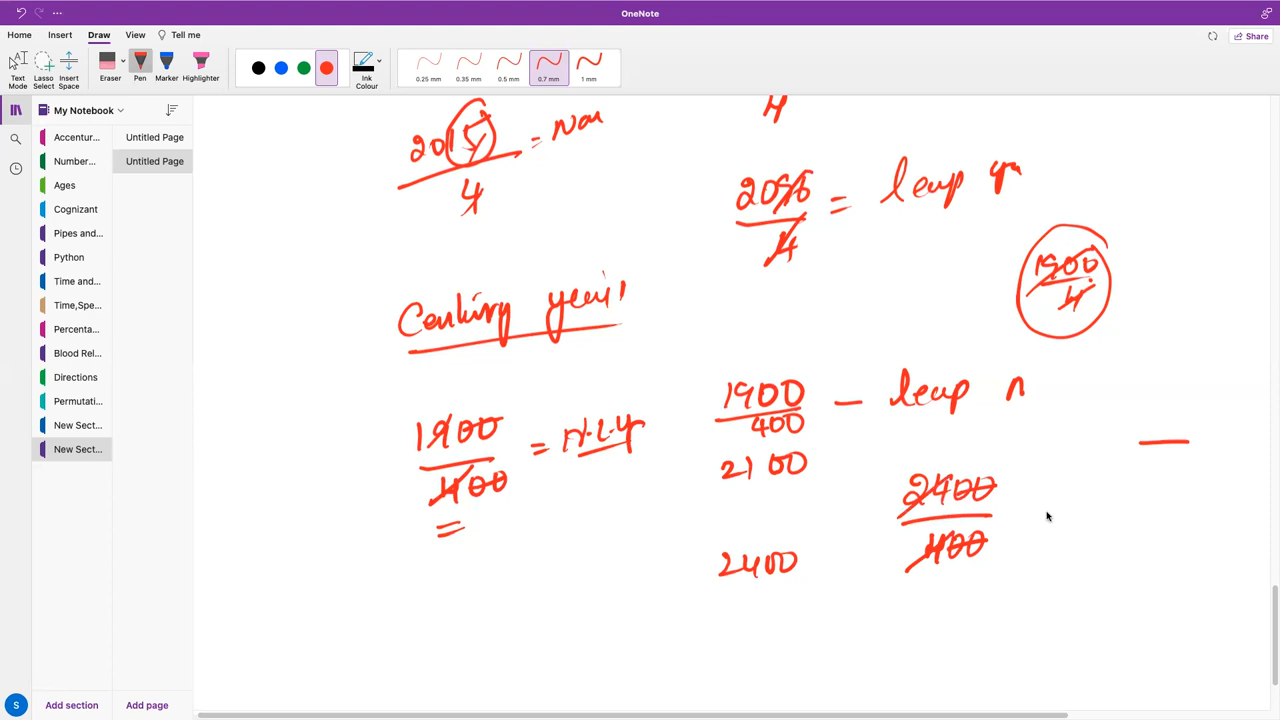 OneNote
Home Insert Draw View Tell me
Share
Text Mode
Lasso Select
Insert Space
Eraser
Pen
Marker
Highlighter
Ink Colour
0.25 mm
0.35 mm
0.5 mm
0.7 mm
1 mm
My Notebook
Accentur...
Number...
Ages
Cognizant
Pipes and...
Python
Time and...
Time,Spe...
Percenta...
Blood Rel...
Directions
Permutati...
New Sect...
New Sect...
Untitled Page
Untitled Page
2015 = Non
4
4
2096 = leap
4
1900
4
Century years
1900 = N.L.Y
400
=
1900 - leap
400
2100
2400
400
2400
S
Add section
Add page